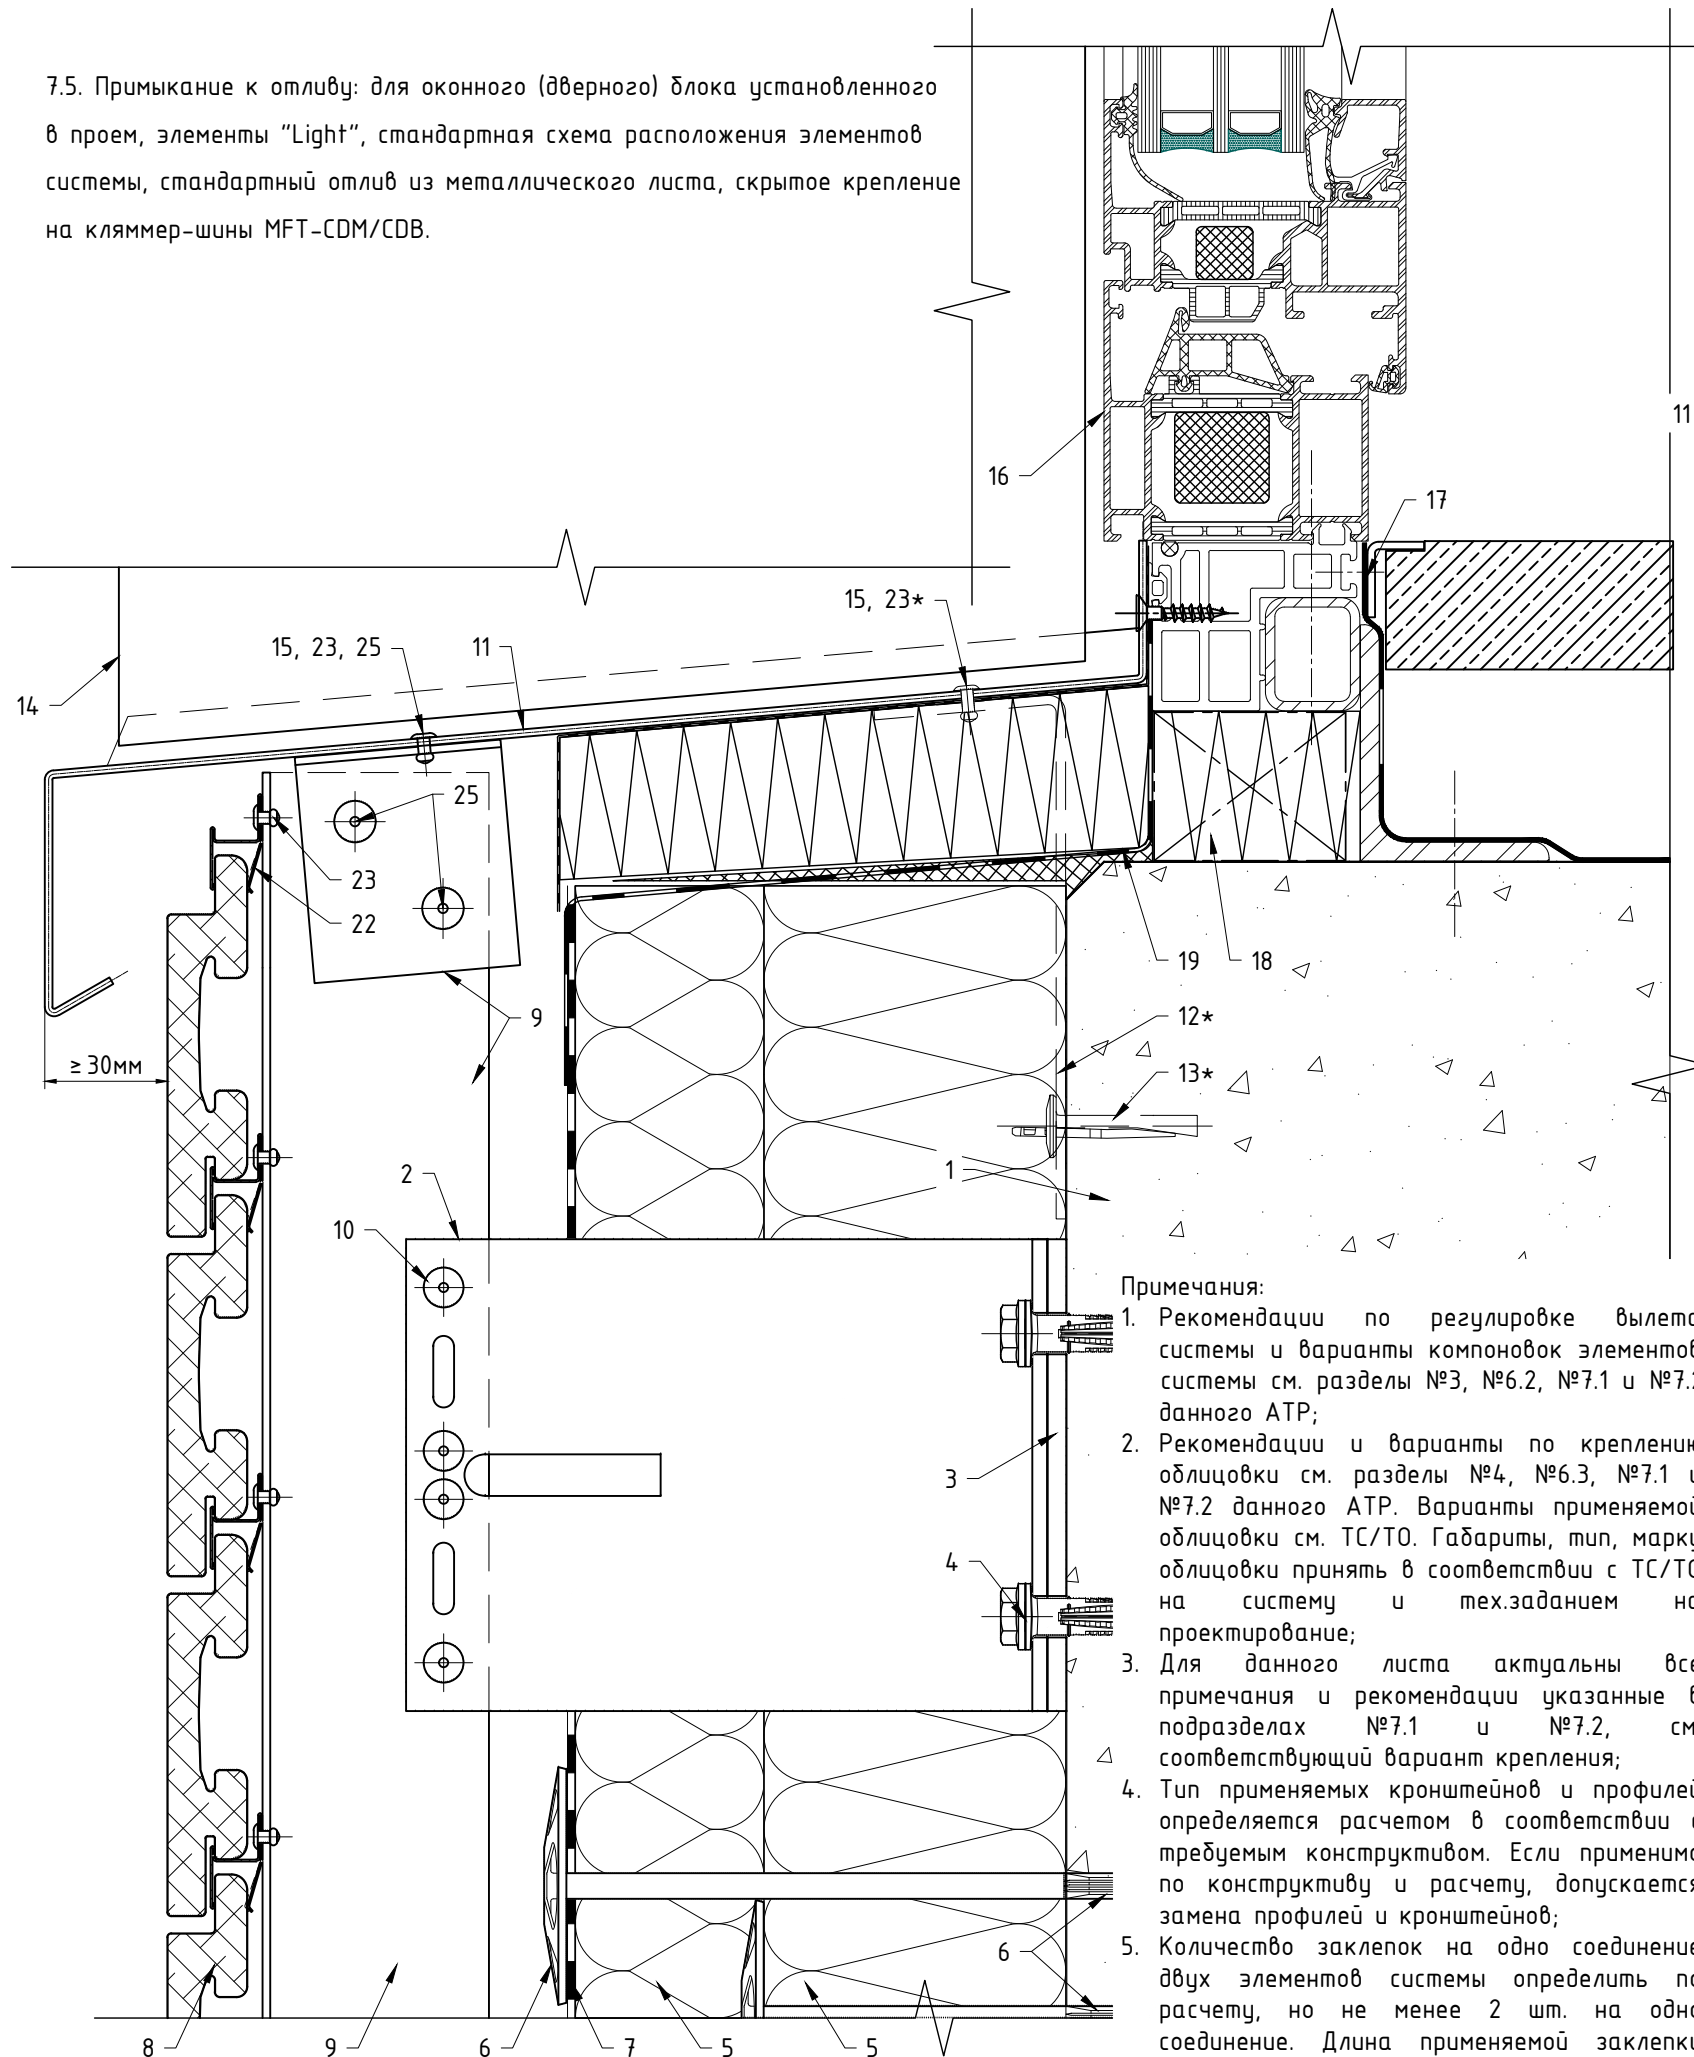 7.5. Примыкание к отливу: для оконного (дверного) блока установленного
в проем, элементы "Light", стандартная схема расположения элементов
системы, стандартный отлив из металлического листа, скрытое крепление
на кляммер-шины MFT-CDM/CDB.
11
16
17
15, 23*
15, 23, 25
11
14
25
23
22
19
18
9
12*
≥30мм
13*
2
1
10
3
4
6
8
9
6
7
5
5
Примечания:
1. Рекомендации по регулировке вылета
системы и варианты компоновок элементов
системы см. разделы №3, №6.2, №7.1 и №7.2
данного АТР;
2. Рекомендации и варианты по креплению
облицовки см. разделы №4, №6.3, №7.1 и
№7.2 данного АТР. Варианты применяемой
облицовки см. ТС/ТО. Габариты, тип, марку
облицовки принять в соответствии с ТС/ТО
на систему и тех.заданием на
проектирование;
3. Для данного листа актуальны все
примечания и рекомендации указанные в
подразделах №7.1 и №7.2, см.
соответствующий вариант крепления;
4. Тип применяемых кронштейнов и профилей
определяется расчетом в соответствии с
требуемым конструктивом. Если применимо
по конструктиву и расчету, допускается
замена профилей и кронштейнов;
5. Количество заклепок на одно соединение
двух элементов системы определить по
расчету, но не менее 2 шт. на одно
соединение. Длина применяемой заклепки